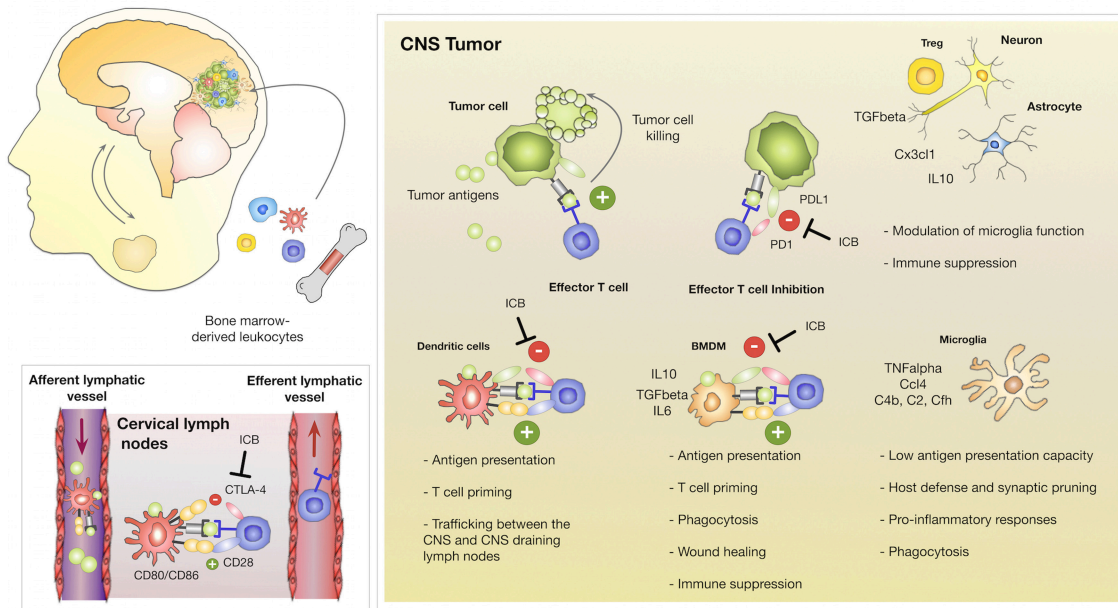 Bone marrow-
derived leukocytes
Afferent lymphatic
vessel
Efferent lymphatic
vessel
Cervical lymph
nodes
ICB
CTLA-4
CD28
CD80/CD86
CNS Tumor
Tumor cell
Tumor cell
killing
Tumor antigens
+
Effector T cell
PDL1
-
PD1
ICB
Effector T cell Inhibition
Treg
Neuron
TGFbeta
Astrocyte
Cx3cl1
IL10
- Modulation of microglia function
- Immune suppression
ICB
-
Dendritic cells
+
- Antigen presentation
- T cell priming
- Trafficking between the
CNS and CNS draining
lymph nodes
ICB
-
BMDM
IL10
TGFbeta
IL6
+
- Antigen presentation
- T cell priming
- Phagocytosis
- Wound healing
- Immune suppression
Microglia
TNFalpha
Ccl4
C4b, C2, Cfh
- Low antigen presentation capacity
- Host defense and synaptic pruning
- Pro-inflammatory responses
- Phagocytosis